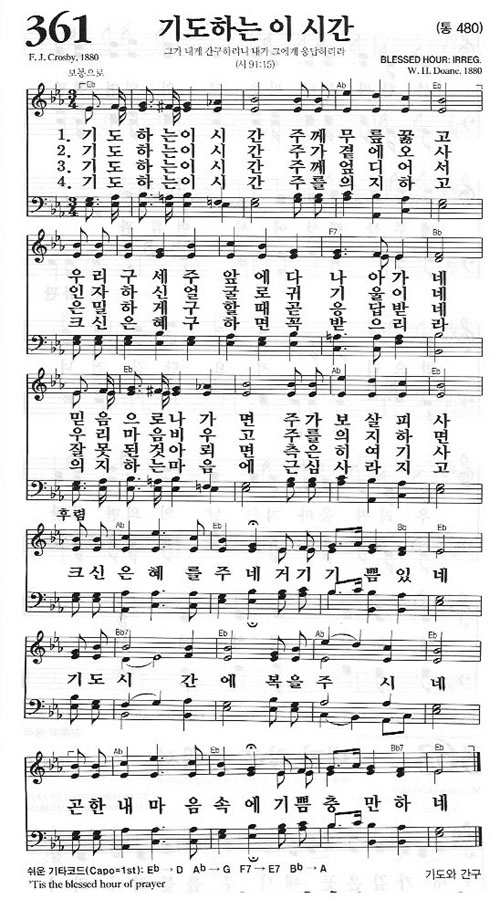 361 기도하는 이 시간 (통 480)
그가 내게 간구하리니 내가 그에게 응답하리라
(시 91:15)
F. J. Crosby, 1880
BLESSED HOUR: IRREG.
W. H. Doane, 1880
보통으로
Eb Ab Eb
1. 기 도 하 는 이 시 간 주 께 무 릎 꿇 고
2. 기 도 하 는 이 시 간 주 가 곁 에 오 사
3. 기 도 하 는 이 시 간 주 께 엎 디 어 서
4. 기 도 하 는 이 시 간 주 를 의 지 하 고
F7 Bb
우 리 구 세 주 앞 에 다 나 아 가 네
인 자 하 신 얼 굴 로 귀 기 울 이 네
은 밀 하 게 구 할 때 곧 응 답 받 네
크 신 은 혜 구 하 면 꼭 받 으 리 라
Eb Ab Eb
믿 음 으 로 나 가 면 주 가 보 살 피 사
우 리 마 음 비 우 고 주 를 의 지 하 면
잘 못 된 것 아 뢰 면 측 은 히 여 기 사
의 지 하 는 마 음 에 근 심 사 라 지 고
후렴
Ab Eb Bb Eb
크 신 은 혜 를 주 네 거 기 기 쁨 있 네
Bb7 Eb Ab Eb
기 도 시 간 에 복 을 주 시 네
Ab Eb Bb7 Eb
곤 한 내 마 음 속 에 기 쁨 충 만 하 네
쉬운 기타코드(Capo=1st): Eb→D Ab→G F7→E7 Bb→A
'Tis the blessed hour of prayer
기도와 간구